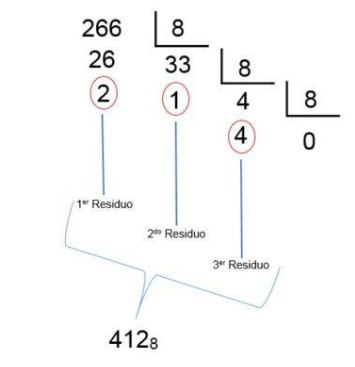 266 8
26 33 8
2 1 4 8
4 0
1er Residuo
2do Residuo
3er Residuo
412₈